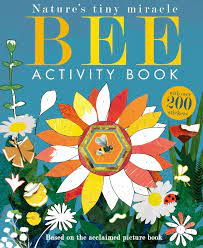 Nature's tiny miracle
BEE
ACTIVITY BOOK
with over
200
stickers
Based on the acclaimed picture book